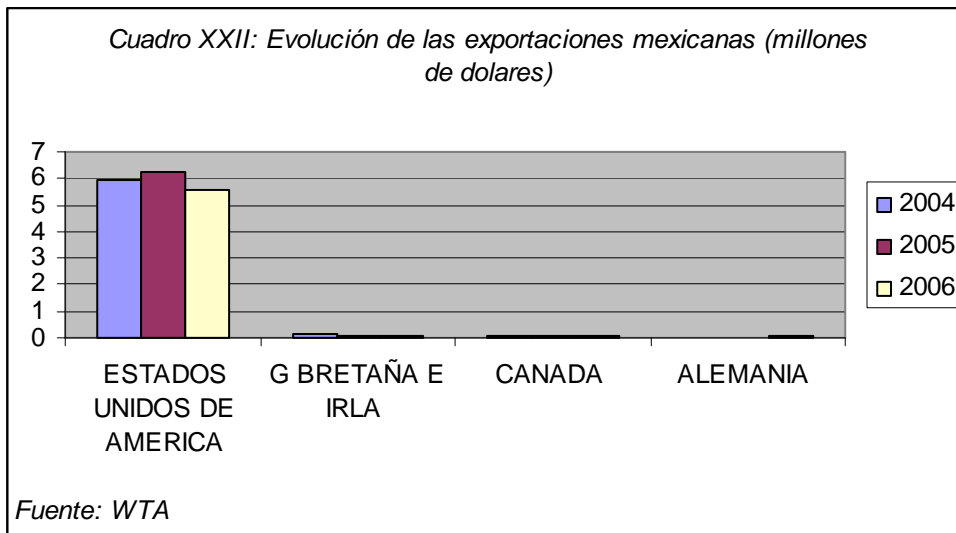 Cuadro XXII: Evolución de las exportaciones mexicanas (millones
de dolares)
7
6
5
4
3
2
1
0
ESTADOS
UNIDOS DE
AMERICA
G BRETAÑA E
IRLA
CANADA
ALEMANIA
2004
2005
2006
Fuente: WTA